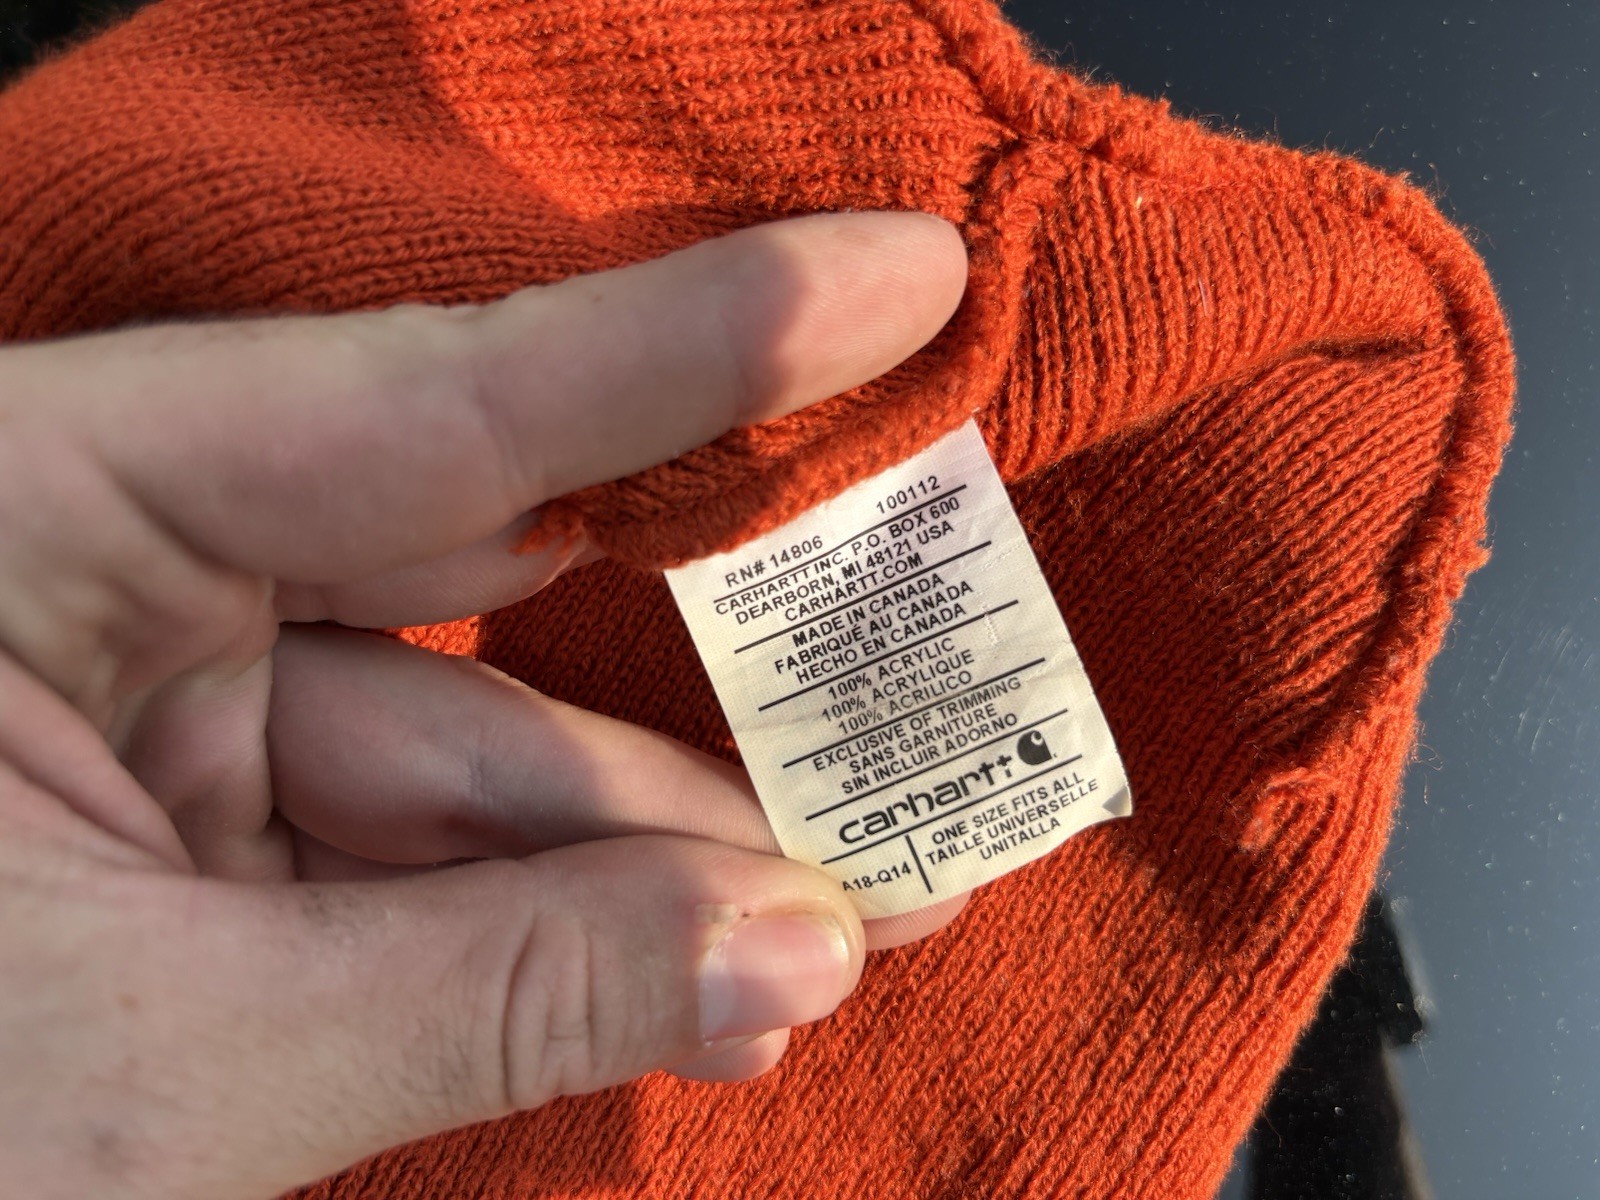 RN# 14806 100112
CARHARTT INC. P.O. BOX 600
DEARBORN, MI 48121 USA
CARHARTT.COM
MADE IN CANADA
FABRIQUÉ AU CANADA
HECHO EN CANADA
100% ACRYLIC
100% ACRYLIQUE
100% ACRILICO
EXCLUSIVE OF TRIMMING
SANS GARNITURE
SIN INCLUIR ADORNO
carhartt
A18-Q14
ONE SIZE FITS ALL
TAILLE UNIVERSELLE
UNITALLA